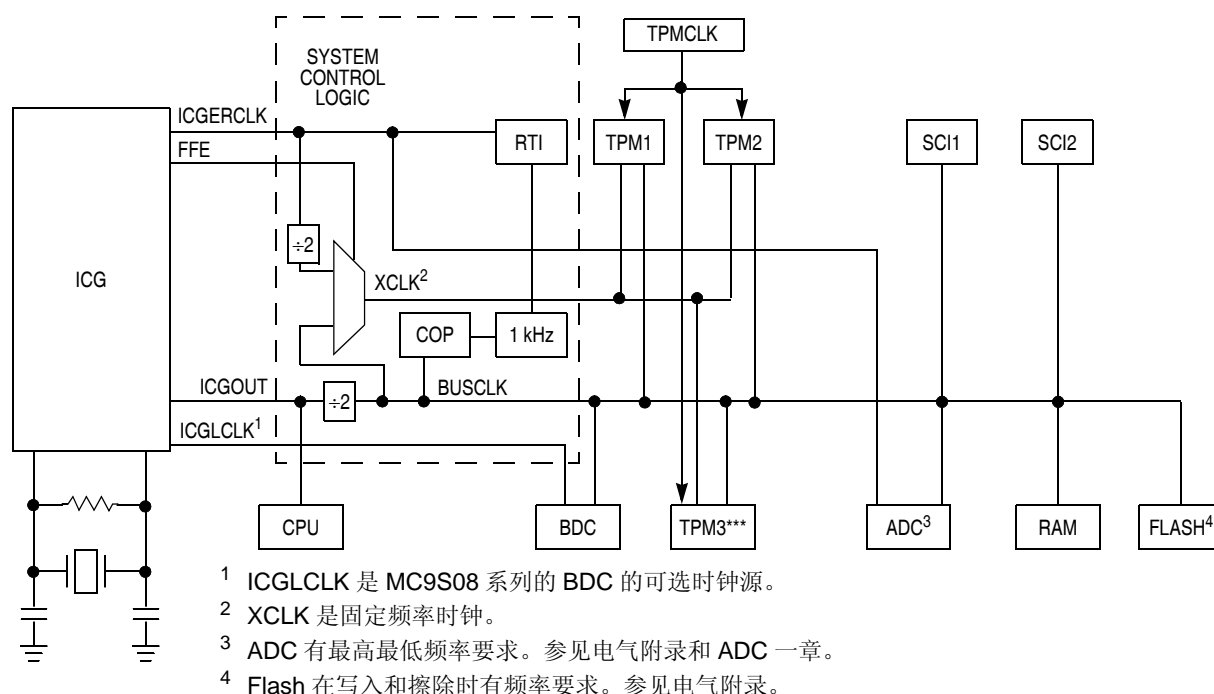 TPMCLK
SYSTEM
CONTROL
LOGIC
ICGERCLK
FFE
RTI
TPM1
TPM2
SCI1
SCI2
÷2
ICG
XCLK²
COP
1 kHz
ICGOUT
÷2
BUSCLK
ICGLCLK¹
CPU
BDC
TPM3***
ADC³
RAM
FLASH⁴
¹ ICGLCLK 是 MC9S08 系列的 BDC 的可选时钟源。
² XCLK 是固定频率时钟。
³ ADC 有最高最低频率要求。参见电气附录和 ADC 一章。
⁴ Flash 在写入和擦除时有频率要求。参见电气附录。